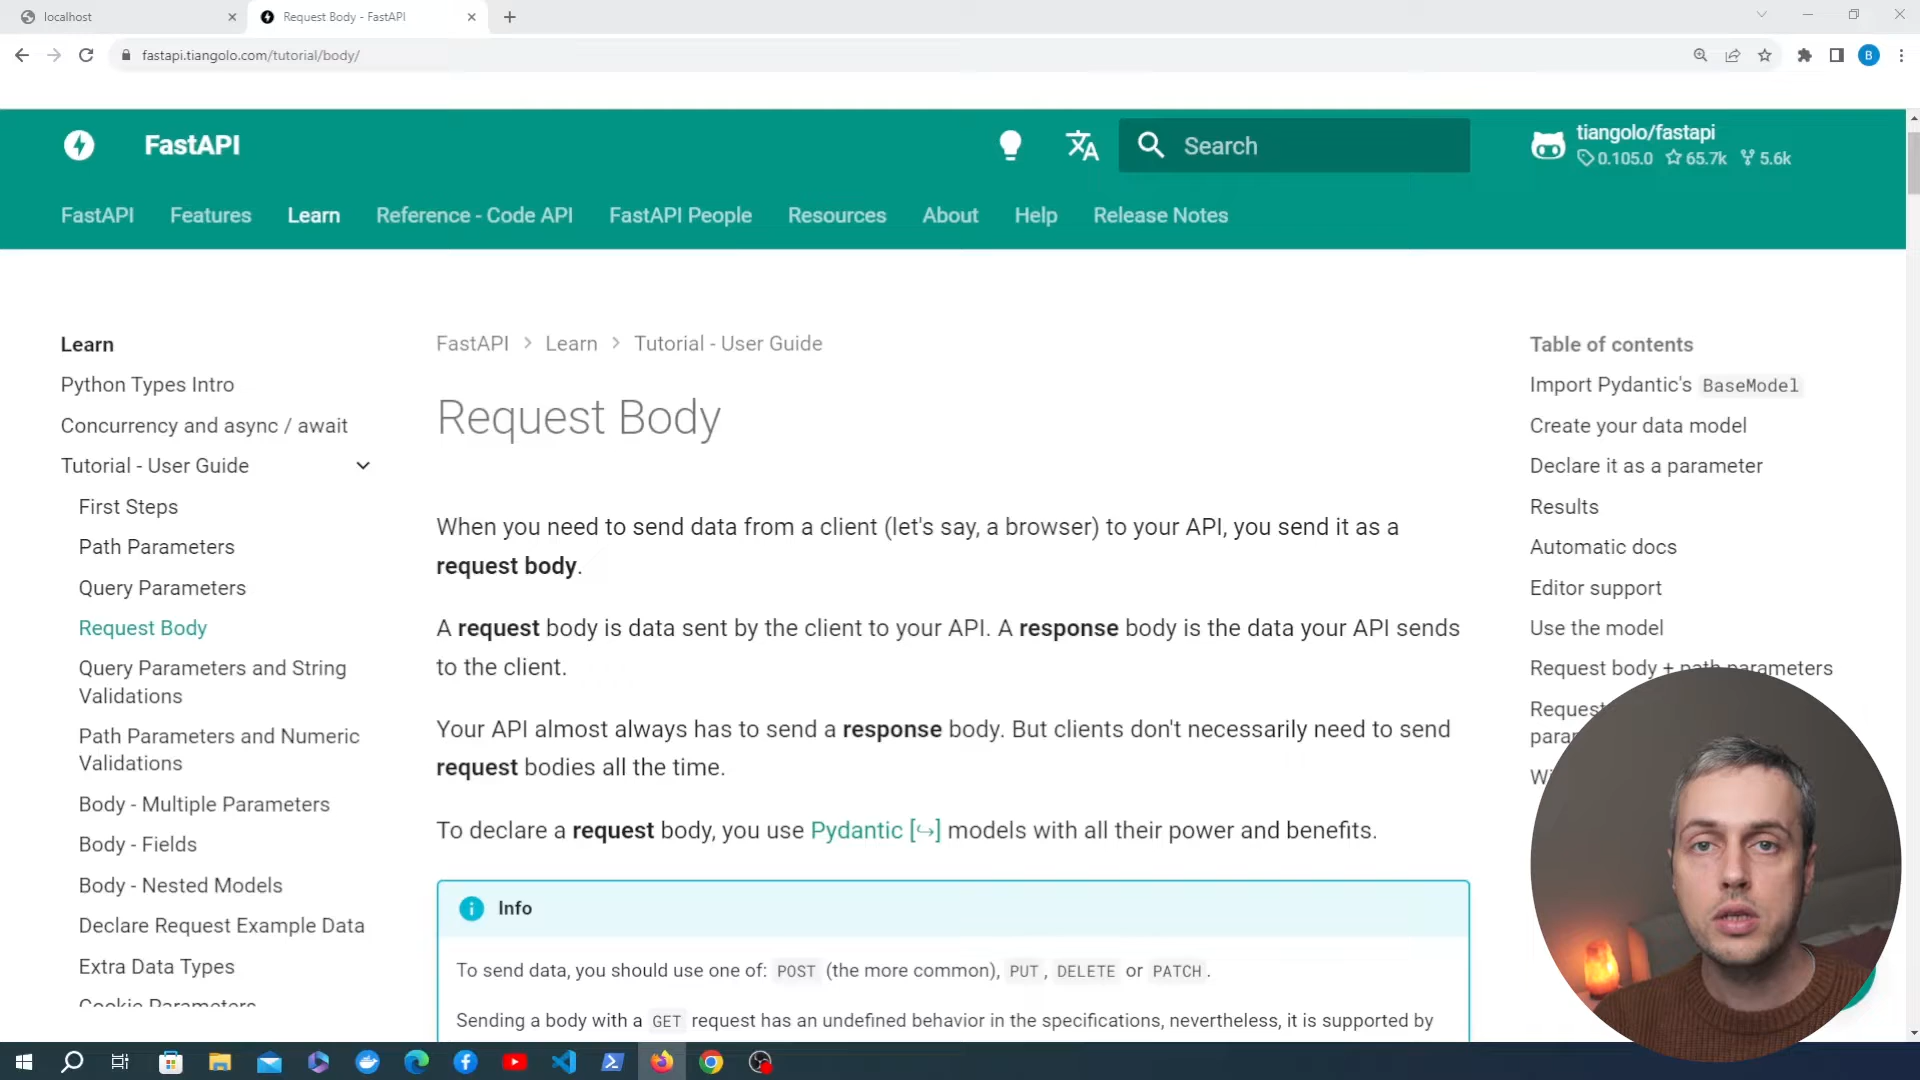 localhost
Request Body - FastAPI
fastapi.tiangolo.com/tutorial/body/
B
FastAPI
Search
tiangolo/fastapi
0.105.0 65.7k 5.6k
FastAPI Features Learn Reference - Code API FastAPI People Resources About Help Release Notes
Learn
Python Types Intro
Concurrency and async / await
Tutorial - User Guide
First Steps
Path Parameters
Query Parameters
Request Body
Query Parameters and String
Validations
Path Parameters and Numeric
Validations
Body - Multiple Parameters
Body - Fields
Body - Nested Models
Declare Request Example Data
Extra Data Types
Cookie Parameters
FastAPI > Learn > Tutorial - User Guide
Request Body
When you need to send data from a client (let's say, a browser) to your API, you send it as a
request body.
A request body is data sent by the client to your API. A response body is the data your API sends
to the client.
Your API almost always has to send a response body. But clients don't necessarily need to send
request bodies all the time.
To declare a request body, you use Pydantic [↪] models with all their power and benefits.
Info
To send data, you should use one of: POST (the more common), PUT, DELETE or PATCH.
Sending a body with a GET request has an undefined behavior in the specifications, nevertheless, it is supported by
Table of contents
Import Pydantic's BaseModel
Create your data model
Declare it as a parameter
Results
Automatic docs
Editor support
Use the model
Request body + path parameters
Request